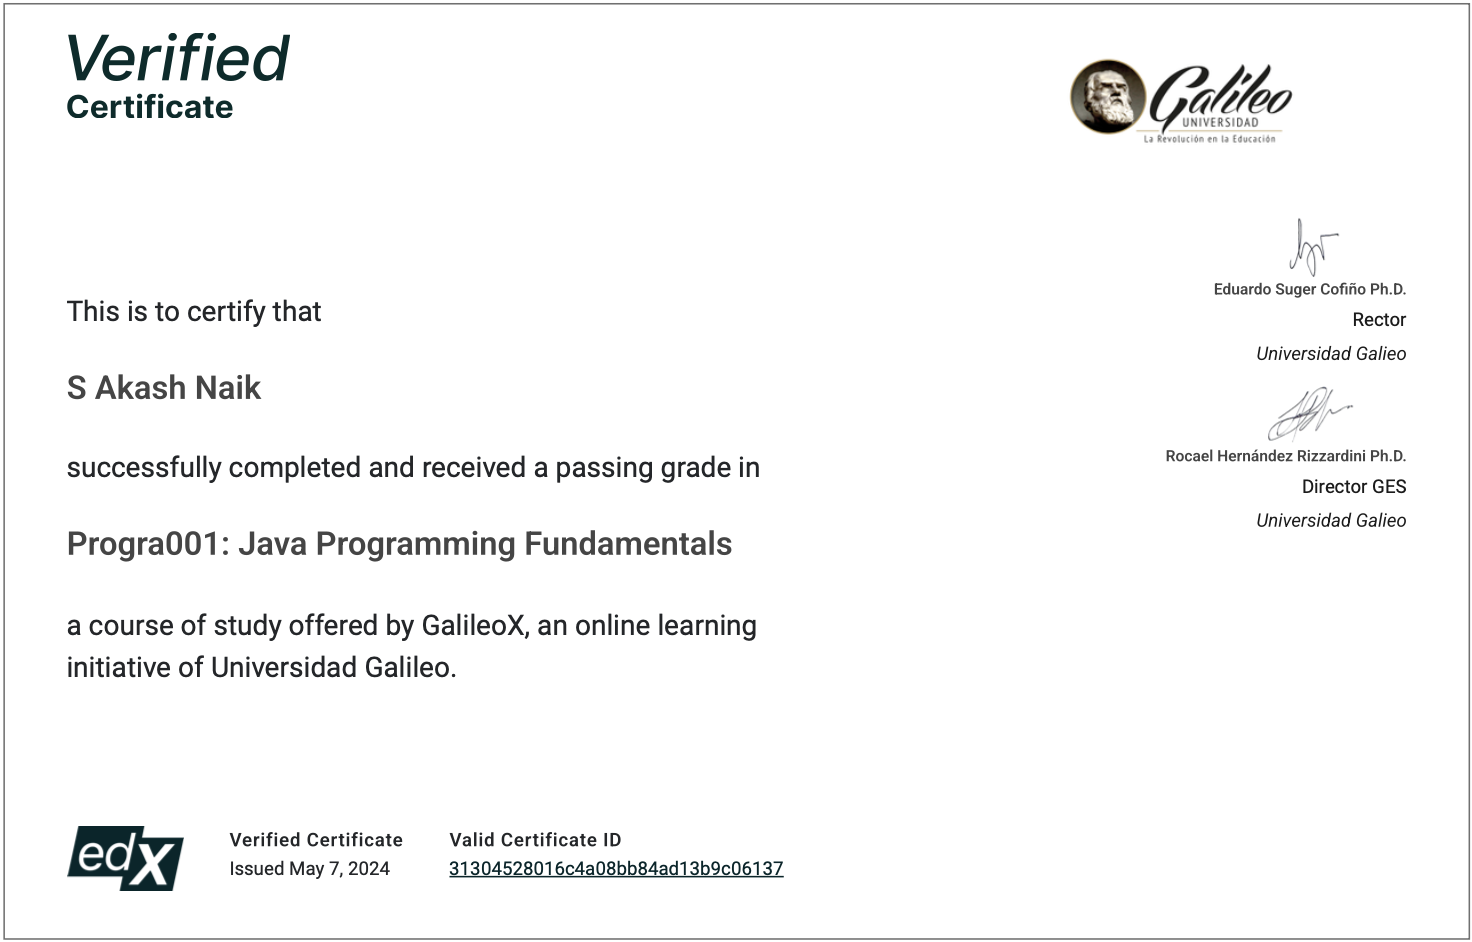 Verified
Certificate
Galileo
UNIVERSIDAD
La Revolución en la Educación
Eduardo Suger Cofiño Ph.D.
Rector
Universidad Galieo
Rocael Hernández Rizzardini Ph.D.
Director GES
Universidad Galieo
This is to certify that
S Akash Naik
successfully completed and received a passing grade in
Progra001: Java Programming Fundamentals
a course of study offered by GalileoX, an online learning
initiative of Universidad Galileo.
edX
Verified Certificate
Issued May 7, 2024
Valid Certificate ID
31304528016c4a08bb84ad13b9c06137